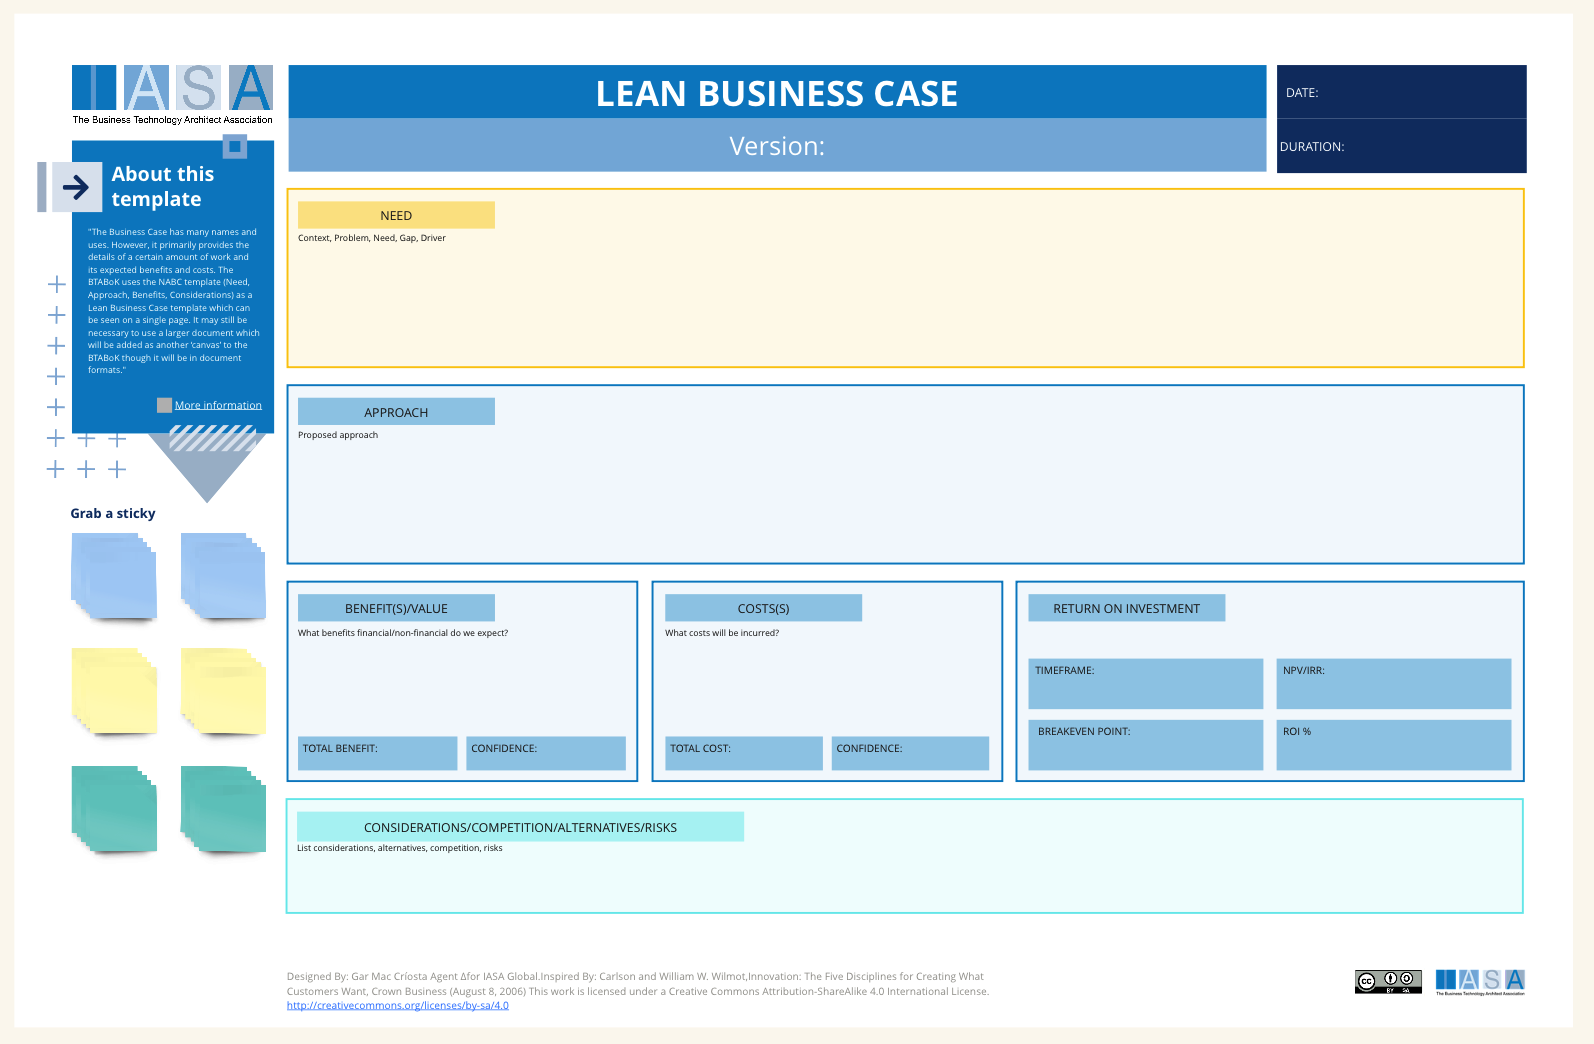 IASA
The Business Technology Architect Association
LEAN BUSINESS CASE
Version:
DATE:
DURATION:
About this
template
"The Business Case has many names and
uses. However, it primarily provides the
details of a certain amount of work and
its expected benefits and costs. The
BTABoK uses the NABC template (Need,
Approach, Benefits, Considerations) as a
Lean Business Case template which can
be seen on a single page. It may still be
necessary to use a larger document which
will be added as another 'canvas' to the
BTABoK though it will be in document
formats."
More information
Grab a sticky
NEED
Context, Problem, Need, Gap, Driver
APPROACH
Proposed approach
BENEFIT(S)/VALUE
What benefits financial/non-financial do we expect?
TOTAL BENEFIT:
CONFIDENCE:
COSTS(S)
What costs will be incurred?
TOTAL COST:
CONFIDENCE:
RETURN ON INVESTMENT
TIMEFRAME:
NPV/IRR:
BREAKEVEN POINT:
ROI %
CONSIDERATIONS/COMPETITION/ALTERNATIVES/RISKS
List considerations, alternatives, competition, risks
Designed By: Gar Mac Críosta Agent Δfor IASA Global.Inspired By: Carlson and William W. Wilmot,Innovation: The Five Disciplines for Creating What
Customers Want, Crown Business (August 8, 2006) This work is licensed under a Creative Commons Attribution-ShareAlike 4.0 International License.
http://creativecommons.org/licenses/by-sa/4.0
cc BY SA
IASA
The Business Technology Architect Association